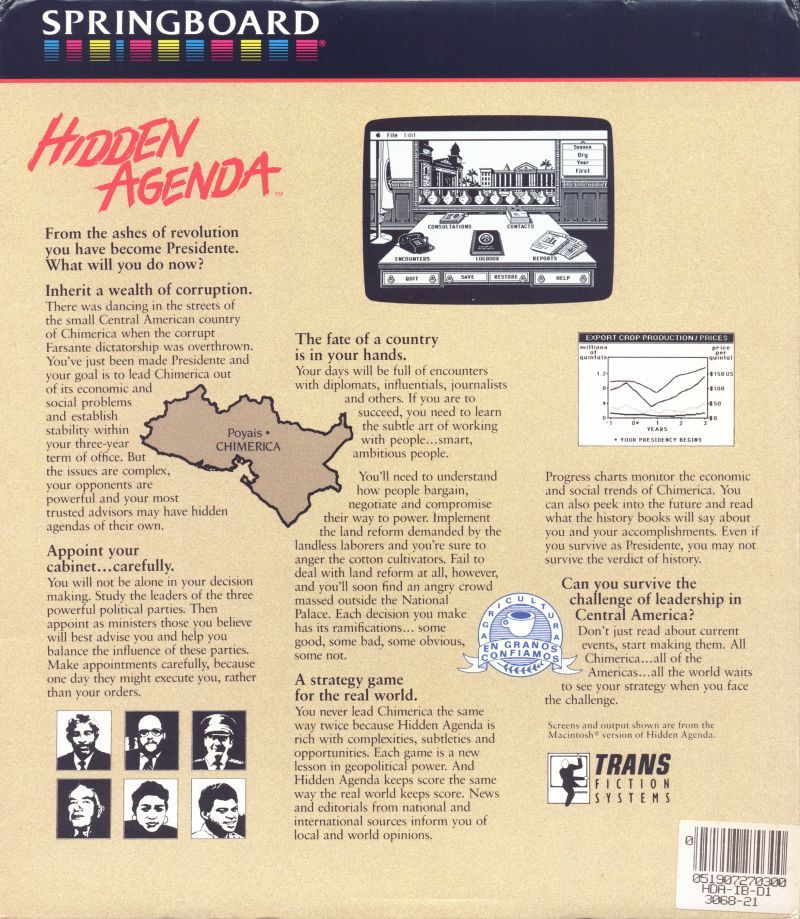 SPRINGBOARD®
HIDDEN
AGENDA™
From the ashes of revolution
you have become Presidente.
What will you do now?
Inherit a wealth of corruption.
There was dancing in the streets of
the small Central American country
of Chimerica when the corrupt
Farsante dictatorship was overthrown.
You've just been made President and
your goal is to lead Chimerica out
of its economic and
social problems
and establish
stability within
your three-year
term of office. But
the issues are complex,
your opponents are
powerful and your most
trusted advisors may have hidden
agendas of their own.
Poyais •
CHIMERICA
Appoint your
cabinet...carefully.
You will not be alone in your decision
making. Study the leaders of the three
powerful political parties. Then
appoint as ministers those you believe
will best advise you and help you
balance the influence of these parties.
Make appointments carefully, because
one day they might execute you, rather
than your orders.
File Edit
Season
Dry
Year
First
CONSULTATIONS
CONTACTS
ENCOUNTERS
LOGBOOK
REPORTS
QUIT
SAVE
RESTORE
HELP
The fate of a country
is in your hands.
Your days will be full of encounters
with diplomats, influentials, journalists
and others. If you are to
succeed, you need to learn
the subtle art of working
with people...smart,
ambitious people.
You'll need to understand
how people bargain,
negotiate and compromise
their way to power. Implement
the land reform demanded by the
landless laborers and you're sure to
anger the cotton cultivators. Fail to
deal with land reform at all, however,
and you'll soon find an angry crowd
massed outside the National
Palace. Each decision you make
has its ramifications... some
good, some bad, some obvious,
some not.
A strategy game
for the real world.
You never lead Chimerica the same
way twice because Hidden Agenda is
rich with complexities, subtleties and
opportunities. Each game is a new
lesson in geopolitical power. And
Hidden Agenda keeps score the same
way the real world keeps score. News
and editorials from national and
international sources inform you of
local and world opinions.
AGRICULTURA
EN GRANOS
CONFIAMOS
EXPORT CROP PRODUCTION / PRICES
millions of quintals
price per quintal
1.2
.8
.4
0
$150 US
$100
$50
$0
-1 0* 1 2 3
YEARS
* YOUR PRESIDENCY BEGINS
Progress charts monitor the economic
and social trends of Chimerica. You
can also peek into the future and read
what the history books will say about
you and your accomplishments. Even if
you survive as Presidente, you may not
survive the verdict of history.
Can you survive the
challenge of leadership in
Central America?
Don't just read about current
events, start making them. All
Chimerica...all of the
Americas...all the world waits
to see your strategy when you face
the challenge.
Screens and output shown are from the
Macintosh® version of Hidden Agenda.
TRANS
FICTION
SYSTEMS
0
051907270300
HDA-IB-D1
3068-21